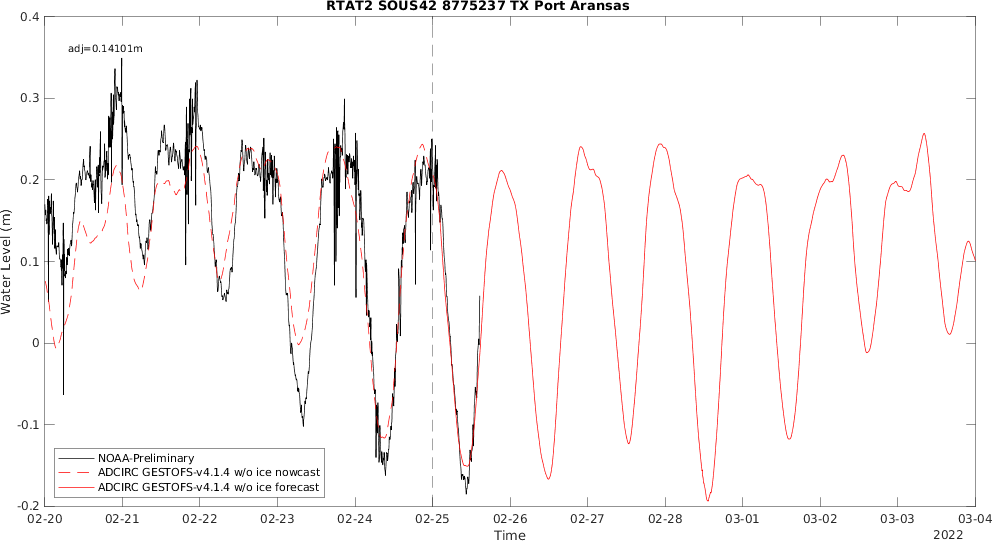 RTAT2 SOUS42 8775237 TX Port Aransas
adj=0.14101m
0.4
0.3
0.2
0.1
0
-0.1
-0.2
Water Level (m)
NOAA-Preliminary
ADCIRC GESTOFS-v4.1.4 w/o ice nowcast
ADCIRC GESTOFS-v4.1.4 w/o ice forecast
02-20 02-21 02-22 02-23 02-24 02-25 02-26 02-27 02-28 03-01 03-02 03-03 03-04
Time
2022